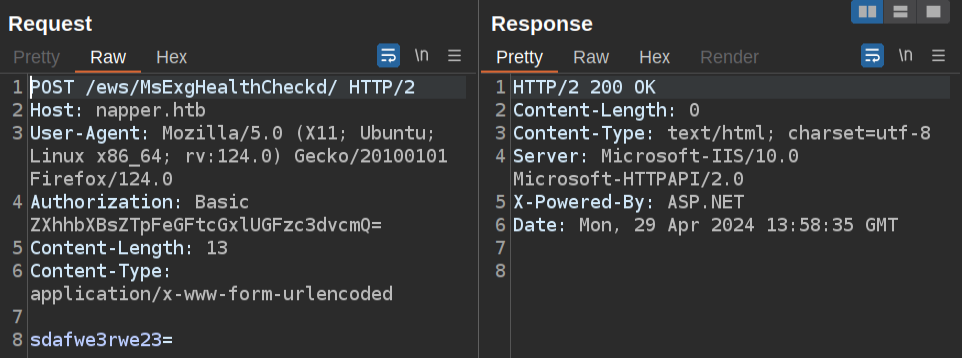 Request
Pretty Raw Hex \n
1 POST /ews/MsExgHealthCheckd/ HTTP/2
2 Host: napper.htb
3 User-Agent: Mozilla/5.0 (X11; Ubuntu;
Linux x86_64; rv:124.0) Gecko/20100101
Firefox/124.0
4 Authorization: Basic
ZXhhbXBsZTpFeGFtcGxlUGFzc3dvcmQ=
5 Content-Length: 13
6 Content-Type:
application/x-www-form-urlencoded
7
8 sdafwe3rwe23=
Response
Pretty Raw Hex Render \n
1 HTTP/2 200 OK
2 Content-Length: 0
3 Content-Type: text/html; charset=utf-8
4 Server: Microsoft-IIS/10.0
Microsoft-HTTPAPI/2.0
5 X-Powered-By: ASP.NET
6 Date: Mon, 29 Apr 2024 13:58:35 GMT
7
8